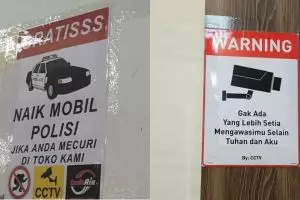 GRATISSS
NAIK MOBIL
POLISI
JIKA ANDA MECURI
DI TOKO KAMI
CCTV
WARNING
Gak Ada
Yang Lebih Setia
Mengawasimu Selain
Tuhan dan Aku
By: CCTV